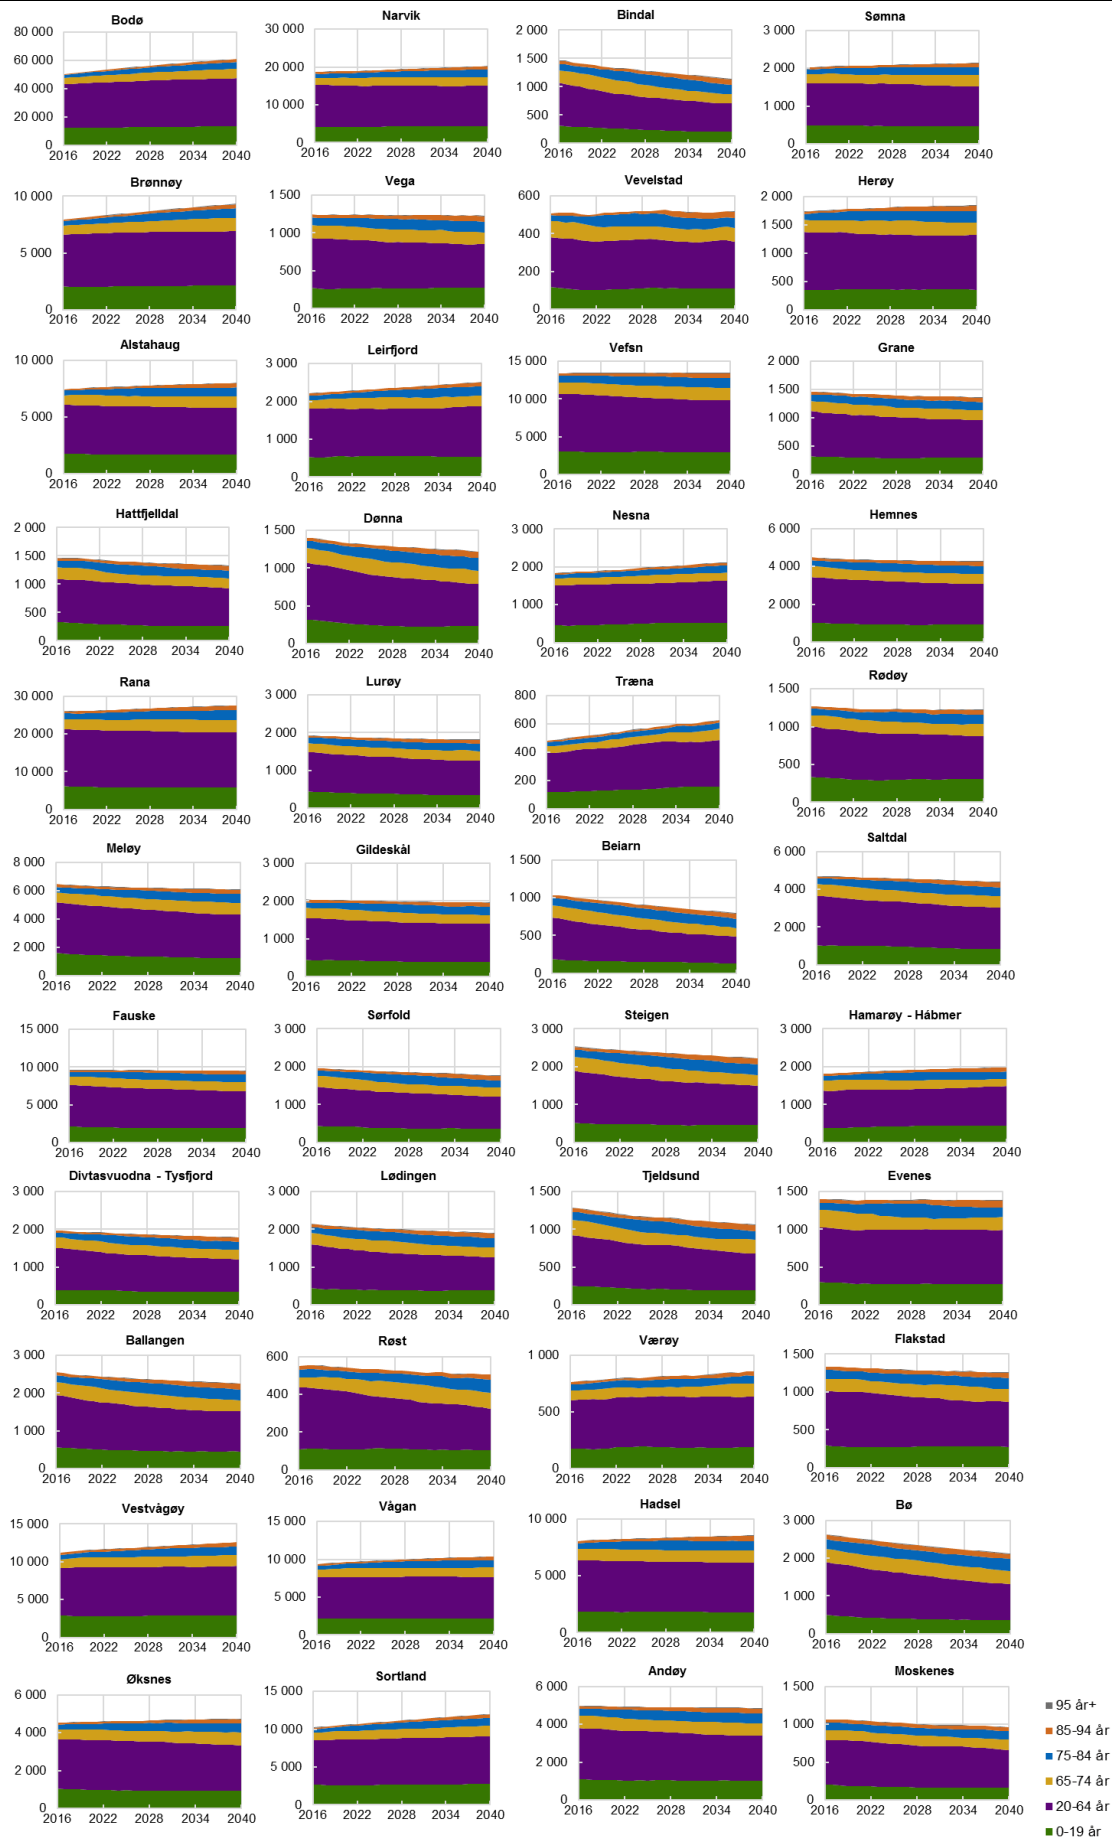 Bodø
80 000
60 000
40 000
20 000
0
2016 2022 2028 2034 2040
Narvik
30 000
20 000
10 000
0
2016 2022 2028 2034 2040
Bindal
2 000
1 500
1 000
500
0
2016 2022 2028 2034 2040
Sømna
3 000
2 000
1 000
0
2016 2022 2028 2034 2040
Brønnøy
10 000
5 000
0
2016 2022 2028 2034 2040
Vega
1 500
1 000
500
0
2016 2022 2028 2034 2040
Vevelstad
600
400
200
0
2016 2022 2028 2034 2040
Herøy
2 000
1 500
1 000
500
0
2016 2022 2028 2034 2040
Alstahaug
10 000
5 000
0
2016 2022 2028 2034 2040
Leirfjord
3 000
2 000
1 000
0
2016 2022 2028 2034 2040
Vefsn
15 000
10 000
5 000
0
2016 2022 2028 2034 2040
Grane
2 000
1 500
1 000
500
0
2016 2022 2028 2034 2040
Hattfjelldal
2 000
1 500
1 000
500
0
2016 2022 2028 2034 2040
Dønna
1 500
1 000
500
0
2016 2022 2028 2034 2040
Nesna
3 000
2 000
1 000
0
2016 2022 2028 2034 2040
Hemnes
6 000
4 000
2 000
0
2016 2022 2028 2034 2040
Rana
30 000
20 000
10 000
0
2016 2022 2028 2034 2040
Lurøy
3 000
2 000
1 000
0
2016 2022 2028 2034 2040
Træna
800
600
400
200
0
2016 2022 2028 2034 2040
Rødøy
1 500
1 000
500
0
2016 2022 2028 2034 2040
Meløy
8 000
6 000
4 000
2 000
0
2016 2022 2028 2034 2040
Gildeskål
3 000
2 000
1 000
0
2016 2022 2028 2034 2040
Beiarn
1 500
1 000
500
0
2016 2022 2028 2034 2040
Saltdal
6 000
4 000
2 000
0
2016 2022 2028 2034 2040
Fauske
15 000
10 000
5 000
0
2016 2022 2028 2034 2040
Sørfold
3 000
2 000
1 000
0
2016 2022 2028 2034 2040
Steigen
3 000
2 000
1 000
0
2016 2022 2028 2034 2040
Hamarøy - Hábmer
3 000
2 000
1 000
0
2016 2022 2028 2034 2040
Divtasvuodna - Tysfjord
3 000
2 000
1 000
0
2016 2022 2028 2034 2040
Lødingen
3 000
2 000
1 000
0
2016 2022 2028 2034 2040
Tjeldsund
1 500
1 000
500
0
2016 2022 2028 2034 2040
Evenes
1 500
1 000
500
0
2016 2022 2028 2034 2040
Ballangen
3 000
2 000
1 000
0
2016 2022 2028 2034 2040
Røst
600
400
200
0
2016 2022 2028 2034 2040
Værøy
1 000
500
0
2016 2022 2028 2034 2040
Flakstad
1 500
1 000
500
0
2016 2022 2028 2034 2040
Vestvågøy
15 000
10 000
5 000
0
2016 2022 2028 2034 2040
Vågan
15 000
10 000
5 000
0
2016 2022 2028 2034 2040
Hadsel
10 000
5 000
0
2016 2022 2028 2034 2040
Bø
3 000
2 000
1 000
0
2016 2022 2028 2034 2040
Øksnes
6 000
4 000
2 000
0
2016 2022 2028 2034 2040
Sortland
15 000
10 000
5 000
0
2016 2022 2028 2034 2040
Andøy
6 000
4 000
2 000
0
2016 2022 2028 2034 2040
Moskenes
1 500
1 000
500
0
2016 2022 2028 2034 2040
95 år+
85-94 år
75-84 år
65-74 år
20-64 år
0-19 år